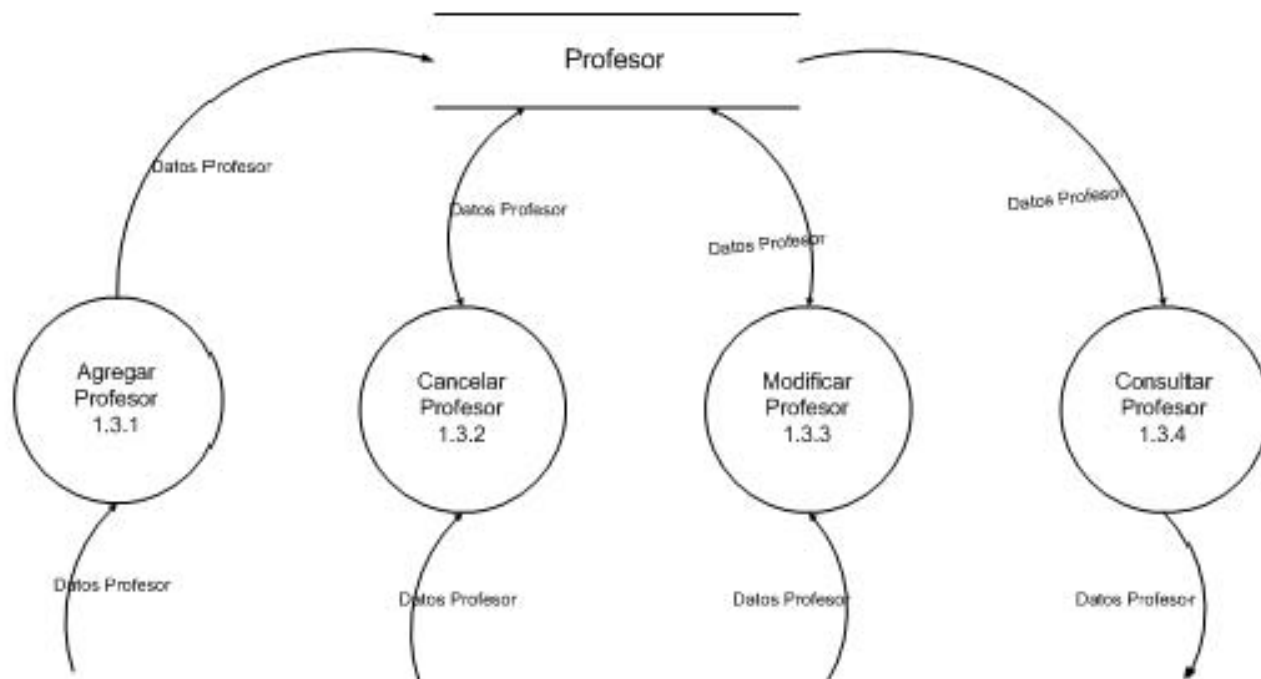 Profesor
Datos Profesor
Datos Profesor
Datos Profesor
Datos Profesor
Agregar
Profesor
1.3.1
Cancelar
Profesor
1.3.2
Modificar
Profesor
1.3.3
Consultar
Profesor
1.3.4
Datos Profesor
Datos Profesor
Datos Profesor
Datos Profesor